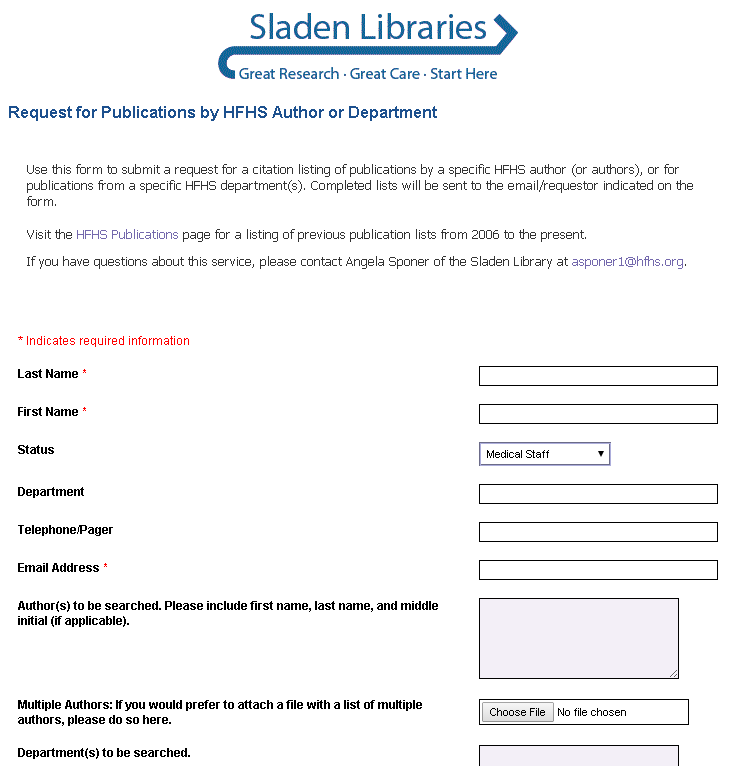 Sladen Libraries
Great Research · Great Care · Start Here
Request for Publications by HFHS Author or Department
Use this form to submit a request for a citation listing of publications by a specific HFHS author (or authors), or for
publications from a specific HFHS department(s). Completed lists will be sent to the email/requestor indicated on the
form.
Visit the HFHS Publications page for a listing of previous publication lists from 2006 to the present.
If you have questions about this service, please contact Angela Sponer of the Sladen Library at asponer1@hfhs.org.
* Indicates required information
Last Name *
First Name *
Status
Medical Staff
Department
Telephone/Pager
Email Address *
Author(s) to be searched. Please include first name, last name, and middle
initial (if applicable).
Multiple Authors: If you would prefer to attach a file with a list of multiple
authors, please do so here.
Choose File No file chosen
Department(s) to be searched.